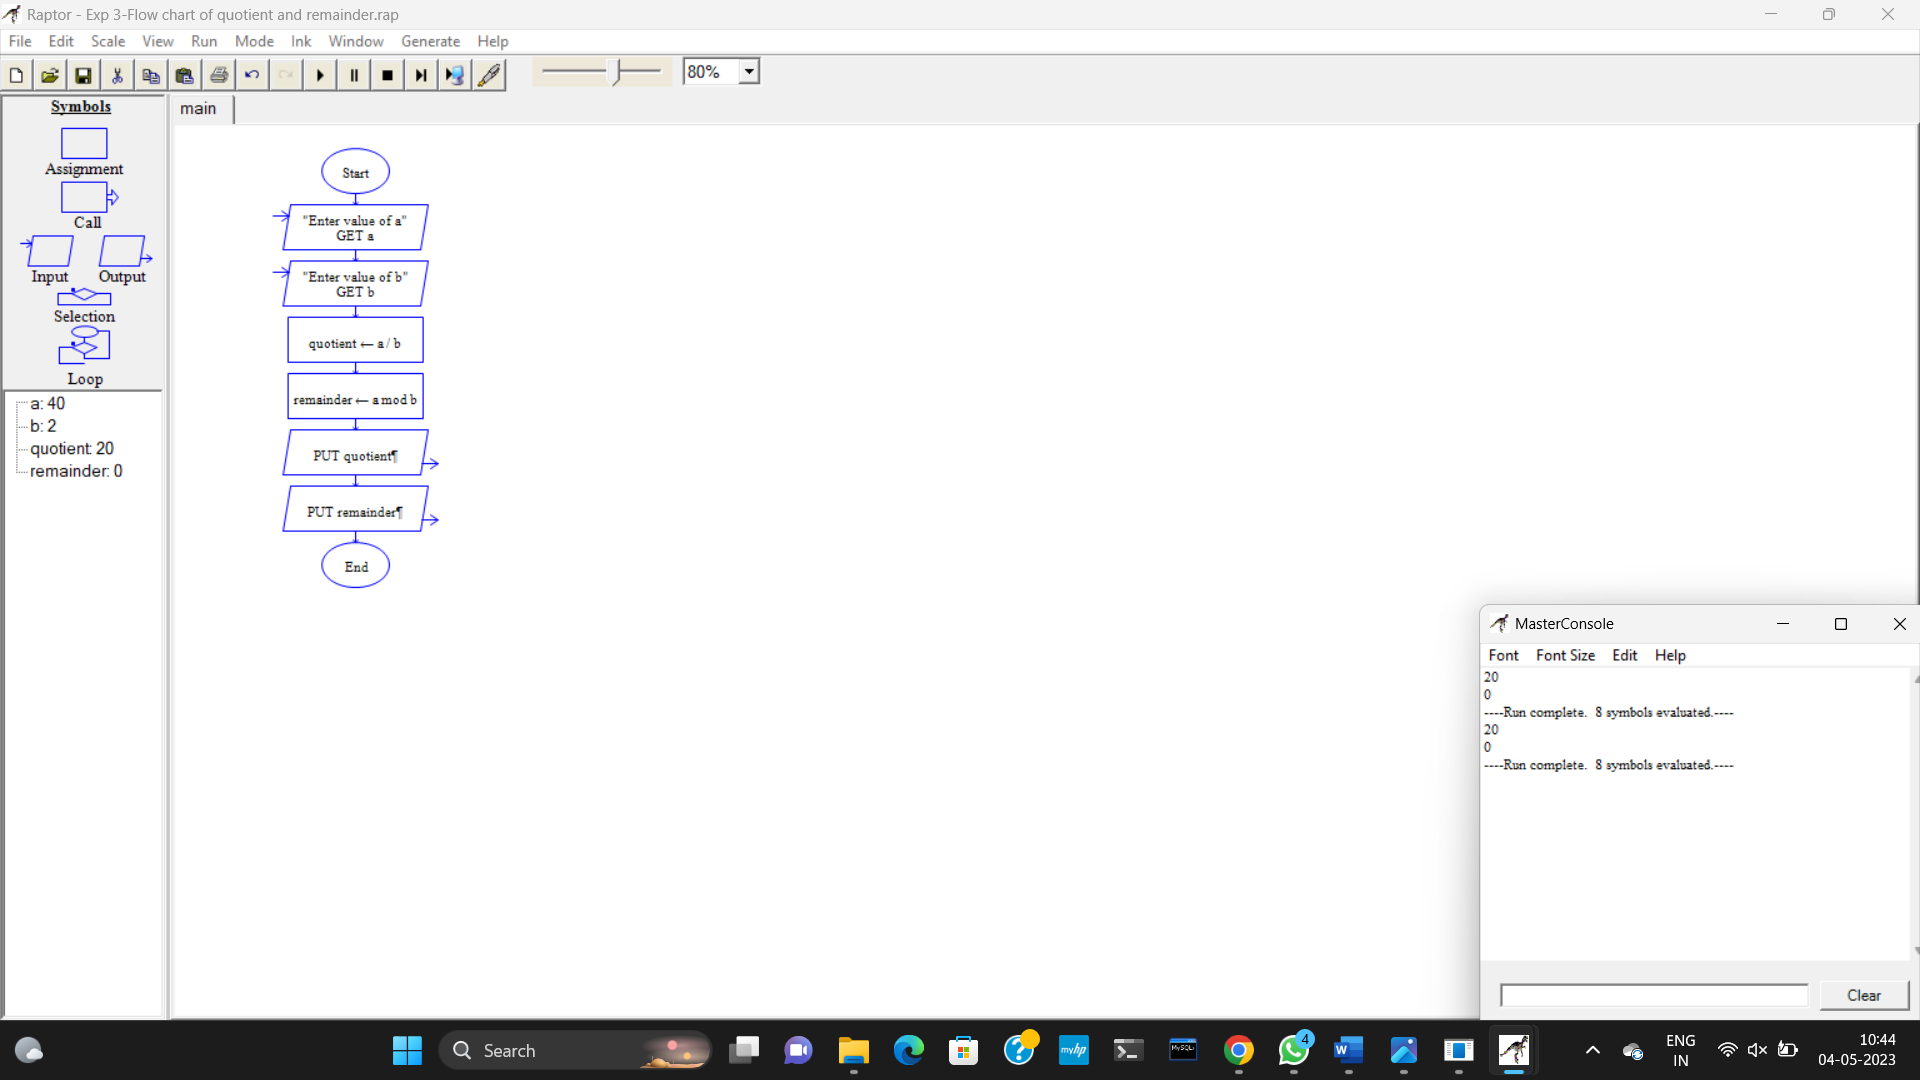 Raptor - Exp 3-Flow chart of quotient and remainder.rap
File Edit Scale View Run Mode Ink Window Generate Help
80%
Symbols
main
Assignment
Call
Input Output
Selection
Loop
a: 40
b: 2
quotient: 20
remainder: 0
Start
"Enter value of a"
GET a
"Enter value of b"
GET b
quotient ← a / b
remainder ← a mod b
PUT quotient¶
PUT remainder¶
End
MasterConsole
Font Font Size Edit Help
20
0
----Run complete.  8 symbols evaluated.----
20
0
----Run complete.  8 symbols evaluated.----
Clear
Search
myhp
MySQL
4
ENG
IN
10:44
04-05-2023